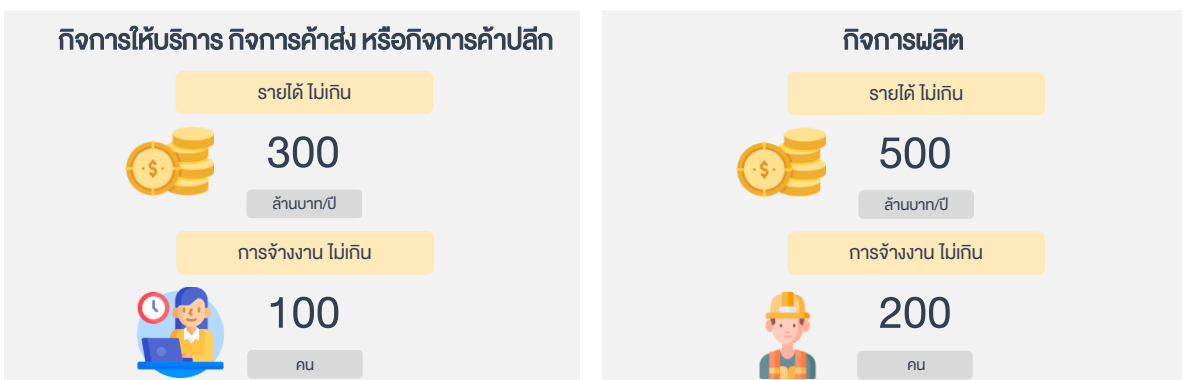 กิจการให้บริการ กิจการค้าส่ง หรือกิจการค้าปลีก
รายได้ ไม่เกิน
$
300
ล้านบาท/ปี
การจ้างงาน ไม่เกิน
100
คน
กิจการผลิต
รายได้ ไม่เกิน
$
500
ล้านบาท/ปี
การจ้างงาน ไม่เกิน
200
คน